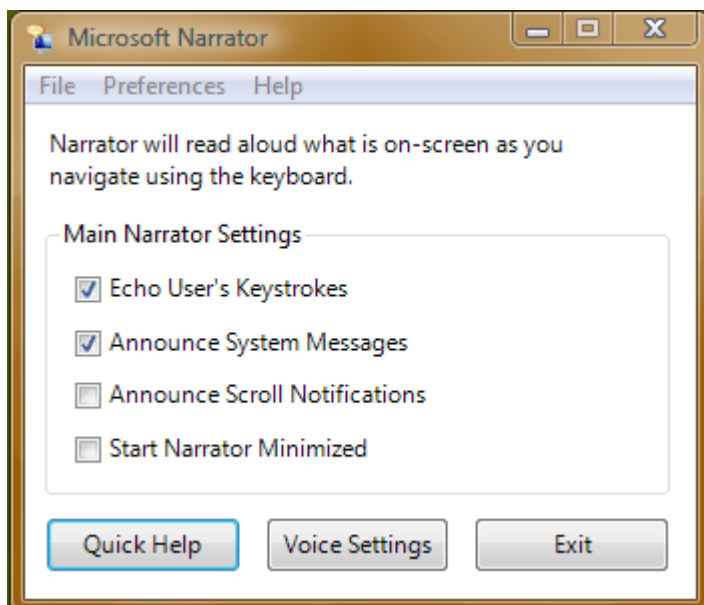 Microsoft Narrator
File Preferences Help
Narrator will read aloud what is on-screen as you
navigate using the keyboard.
Main Narrator Settings
Echo User's Keystrokes
Announce System Messages
Announce Scroll Notifications
Start Narrator Minimized
Quick Help Voice Settings Exit